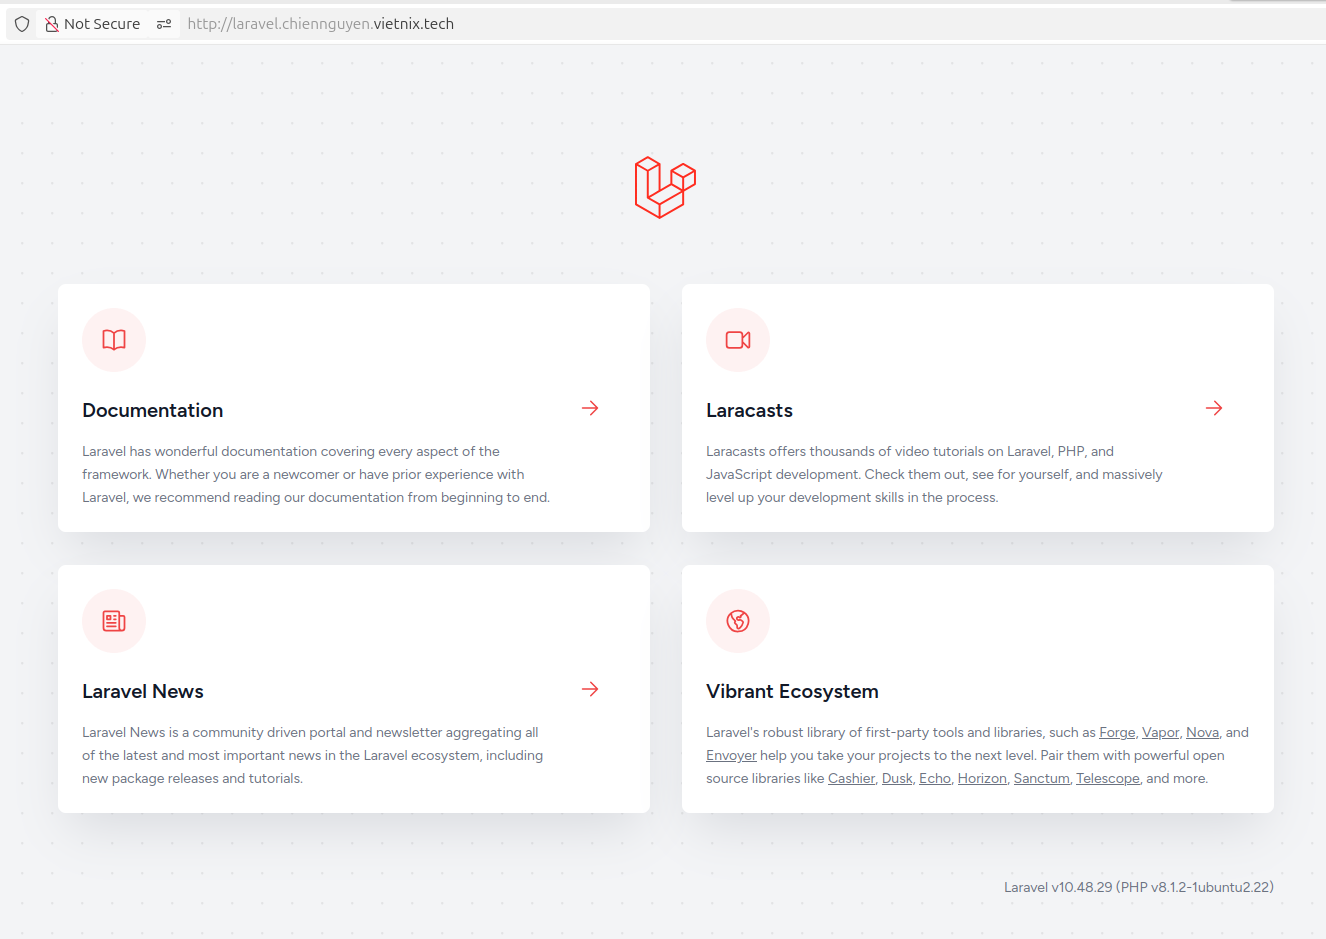 Not Secure http://laravel.chiennguyen.vietnix.tech
Documentation
Laravel has wonderful documentation covering every aspect of the
framework. Whether you are a newcomer or have prior experience with
Laravel, we recommend reading our documentation from beginning to end.
Laracasts
Laracasts offers thousands of video tutorials on Laravel, PHP, and
JavaScript development. Check them out, see for yourself, and massively
level up your development skills in the process.
Laravel News
Laravel News is a community driven portal and newsletter aggregating all
of the latest and most important news in the Laravel ecosystem, including
new package releases and tutorials.
Vibrant Ecosystem
Laravel's robust library of first-party tools and libraries, such as Forge, Vapor, Nova, and
Envoyer help you take your projects to the next level. Pair them with powerful open
source libraries like Cashier, Dusk, Echo, Horizon, Sanctum, Telescope, and more.
Laravel v10.48.29 (PHP v8.1.2-1ubuntu2.22)